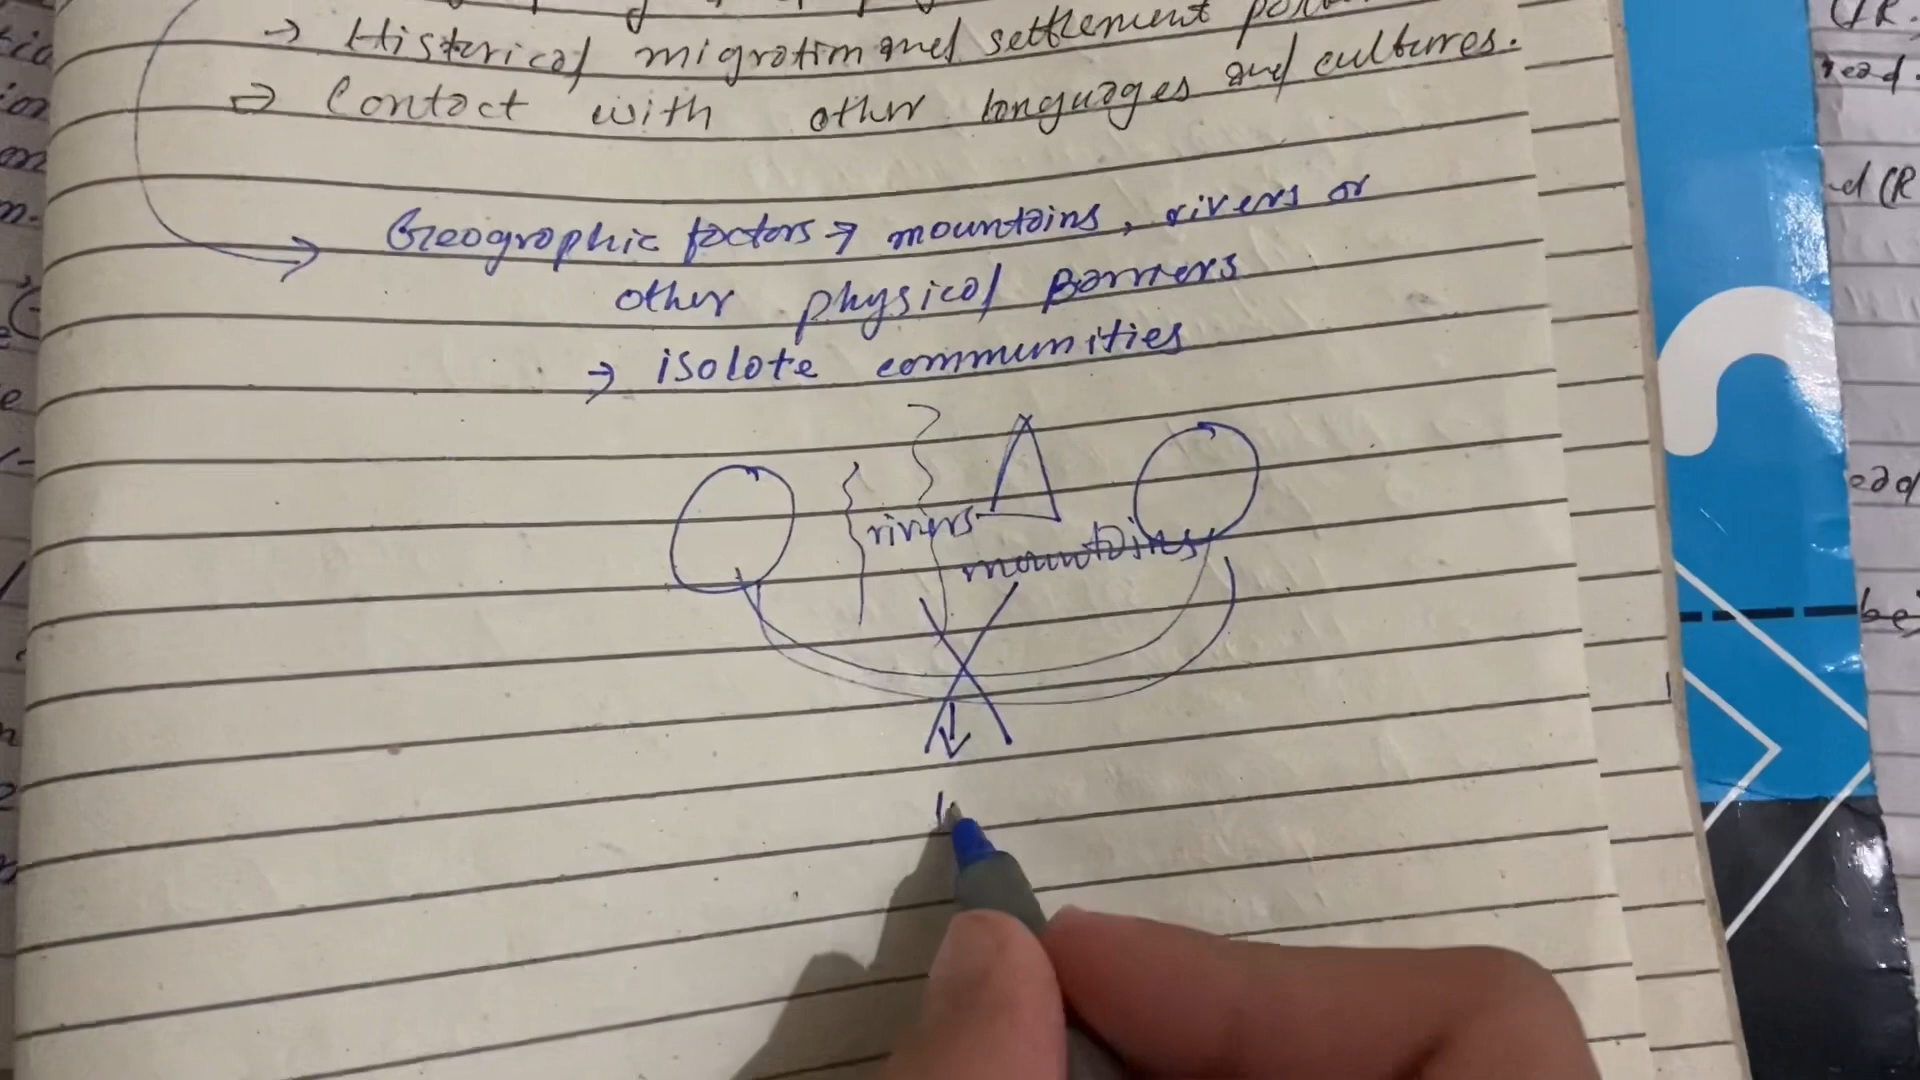 → Historical migration and settlement
⇒ Contact with other languages and cultures.
Geographic factors → mountains, rivers or
other physical Barriers
→ isolate communities
rivers
mountains